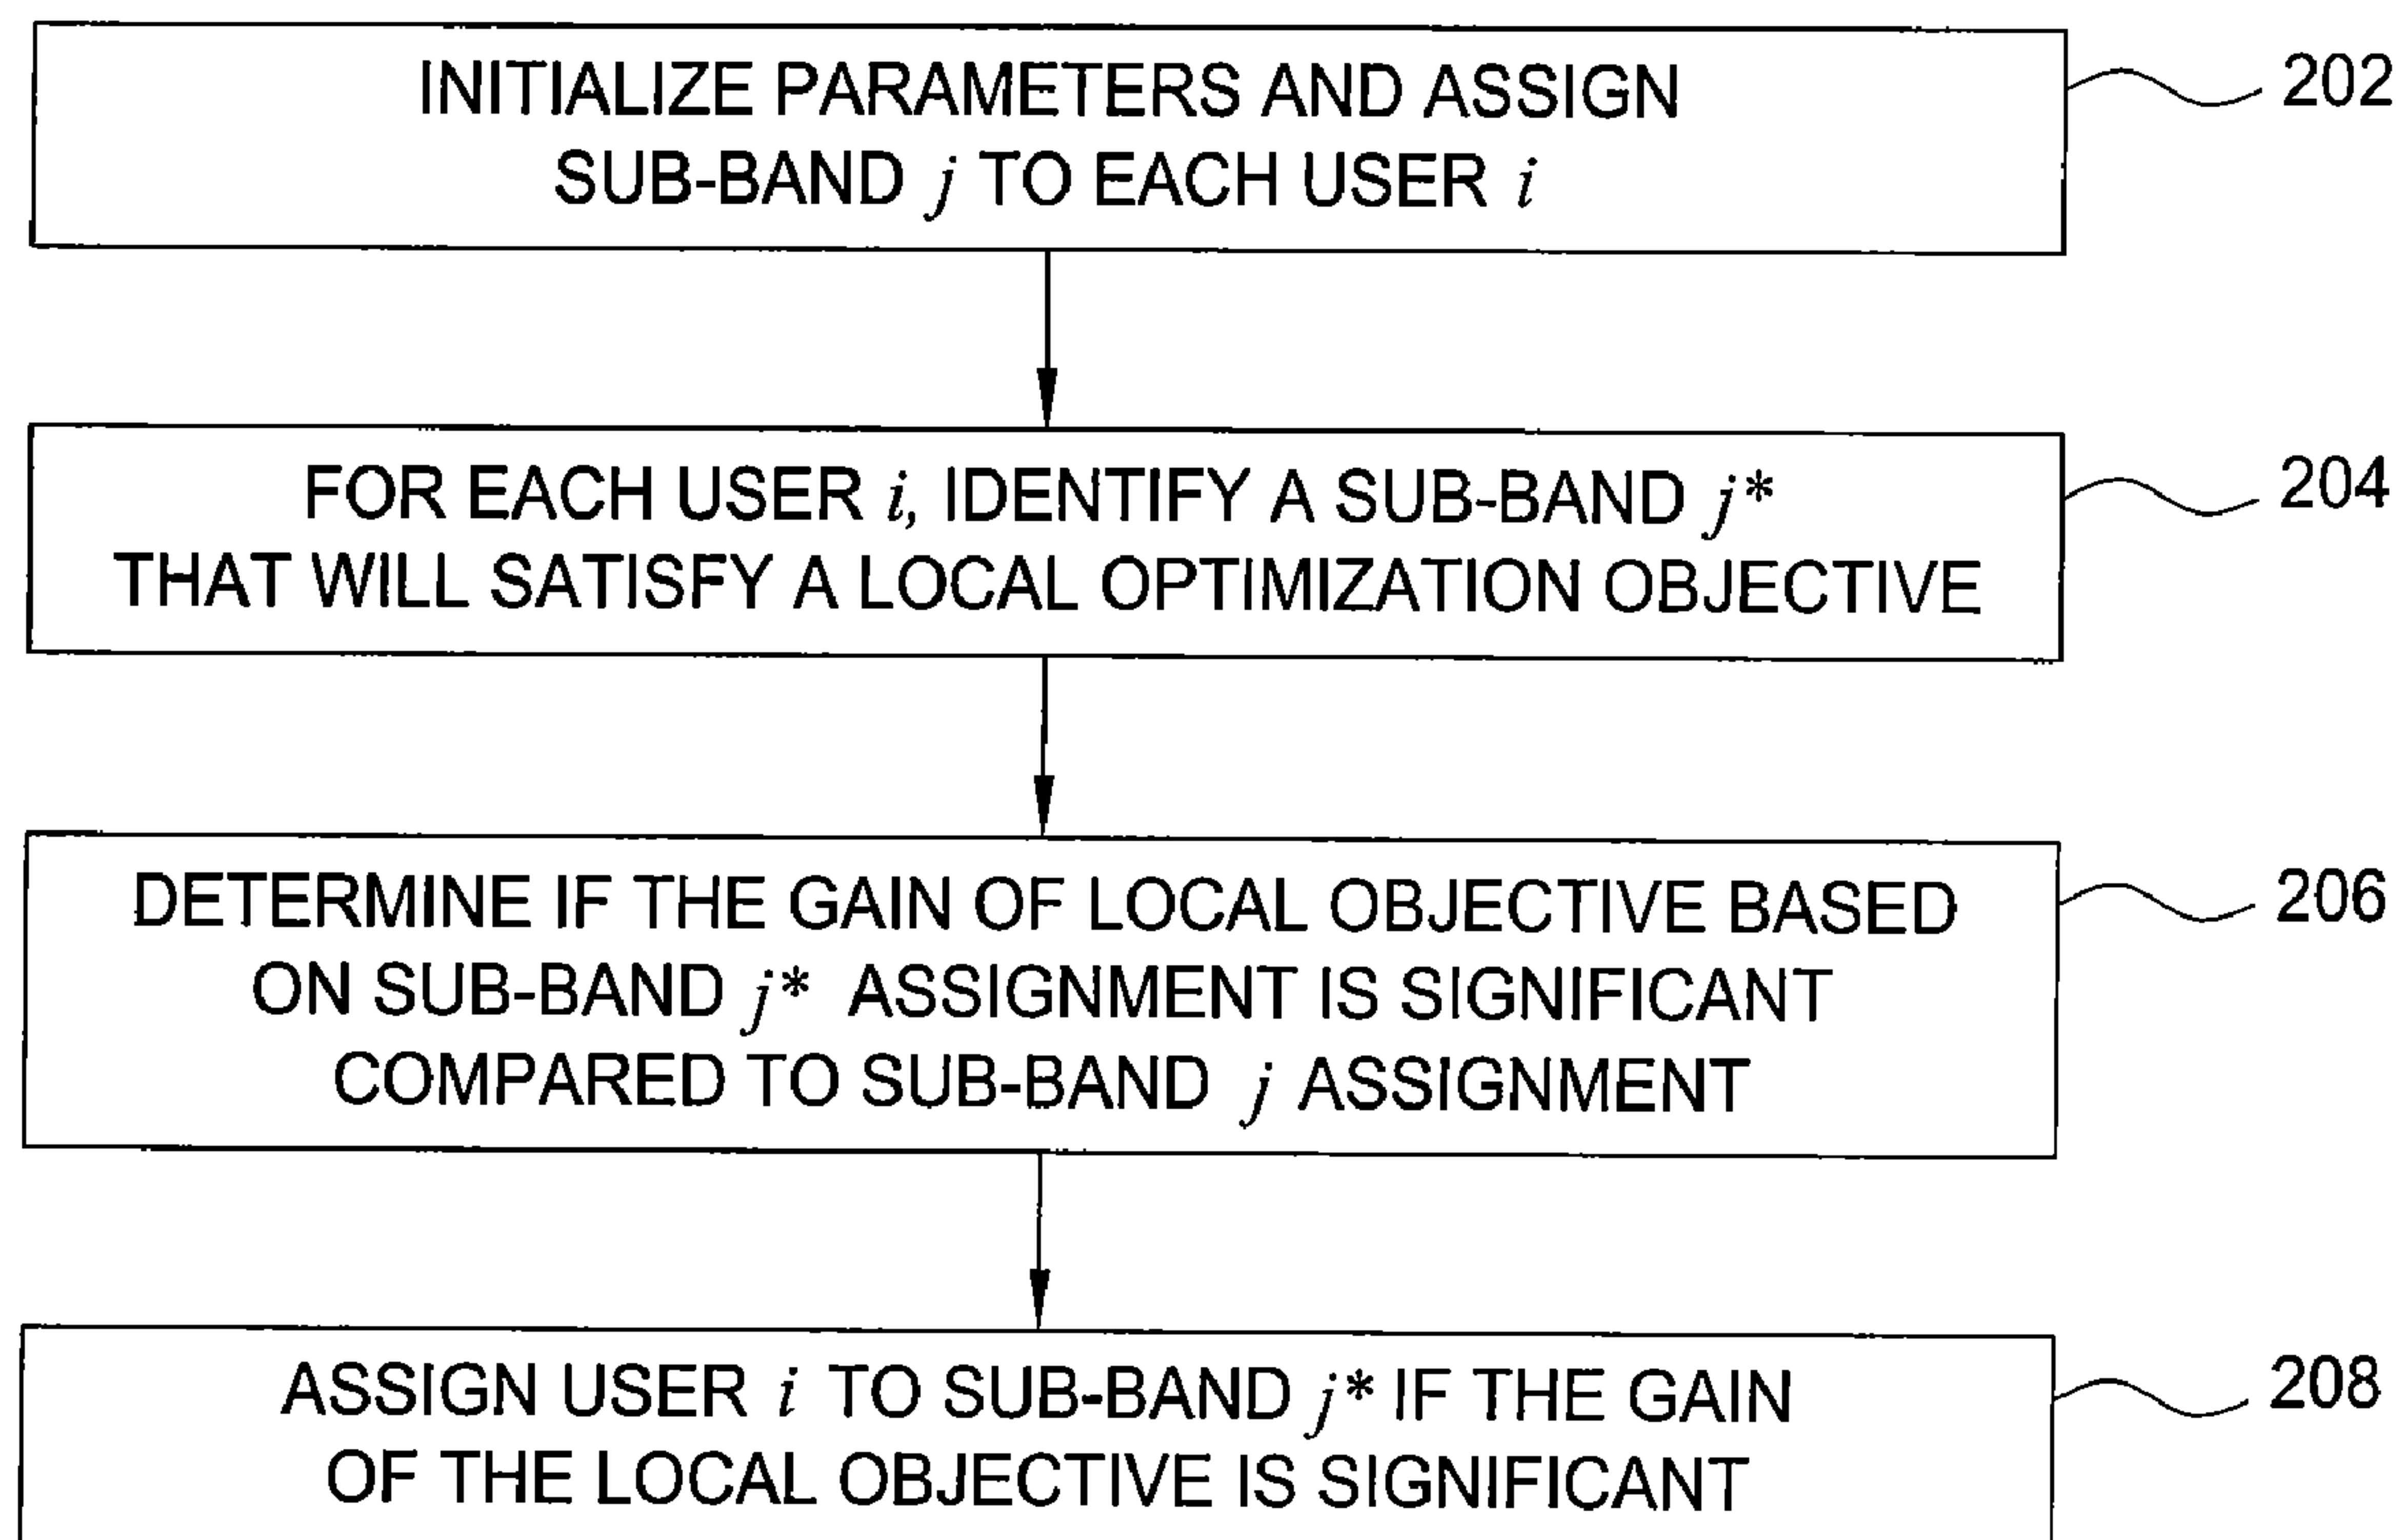 INITIALIZE PARAMETERS AND ASSIGN
SUB-BAND j TO EACH USER i
202
FOR EACH USER i, IDENTIFY A SUB-BAND j*
THAT WILL SATISFY A LOCAL OPTIMIZATION OBJECTIVE
204
DETERMINE IF THE GAIN OF LOCAL OBJECTIVE BASED
ON SUB-BAND j* ASSIGNMENT IS SIGNIFICANT
COMPARED TO SUB-BAND j ASSIGNMENT
206
ASSIGN USER i TO SUB-BAND j* IF THE GAIN
OF THE LOCAL OBJECTIVE IS SIGNIFICANT
208